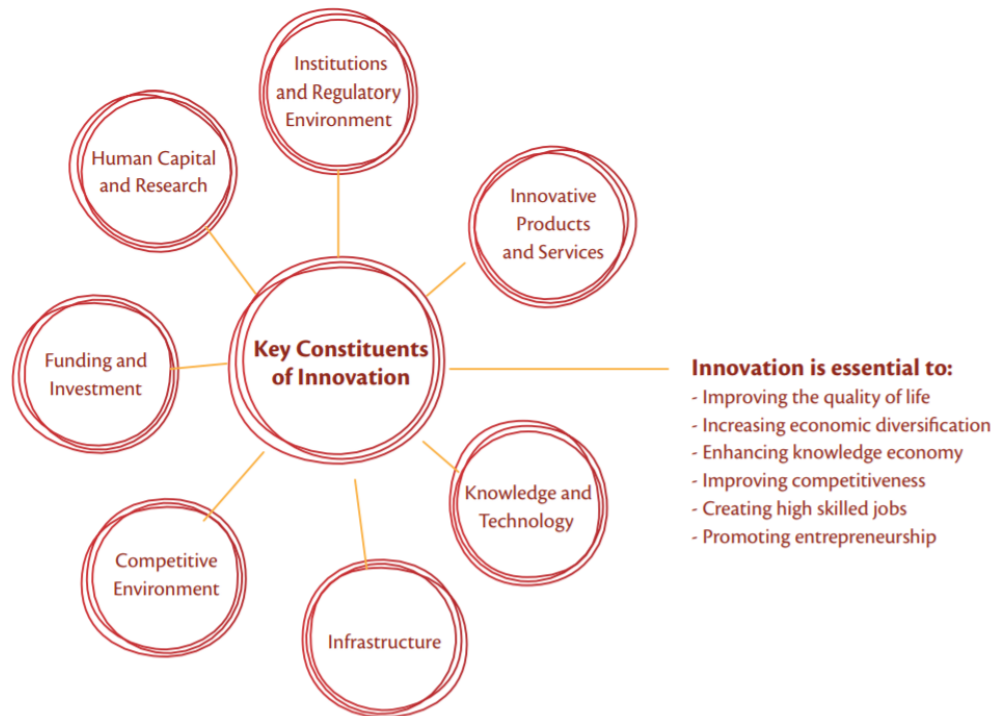 Institutions
and Regulatory
Environment
Human Capital
and Research
Innovative
Products
and Services
Funding and
Investment
Key Constituents
of Innovation
Innovation is essential to:
- Improving the quality of life
- Increasing economic diversification
- Enhancing knowledge economy
- Improving competitiveness
- Creating high skilled jobs
- Promoting entrepreneurship
Knowledge and
Technology
Competitive
Environment
Infrastructure